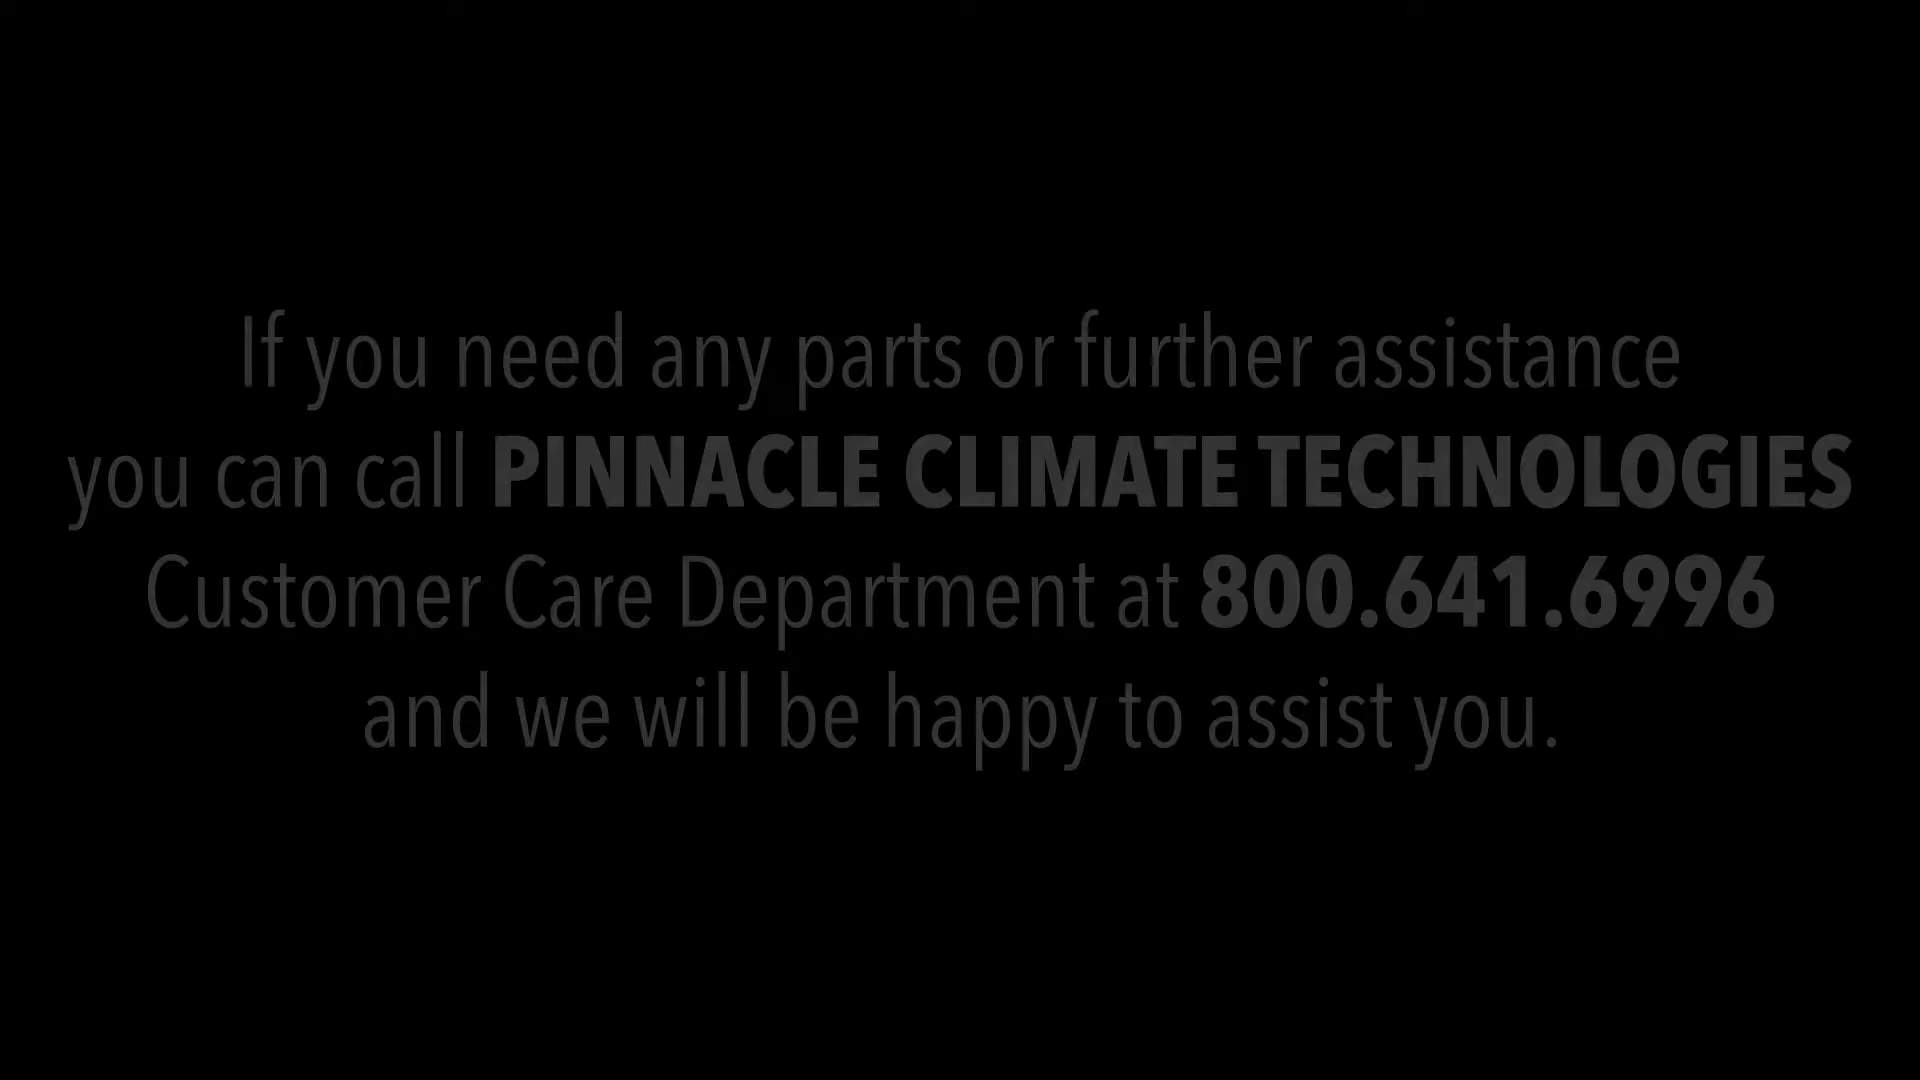 If you need any parts or further assistance
you can call PINNACLE CLIMATE TECHNOLOGIES
Customer Care Department at 800.641.6996
and we will be happy to assist you.